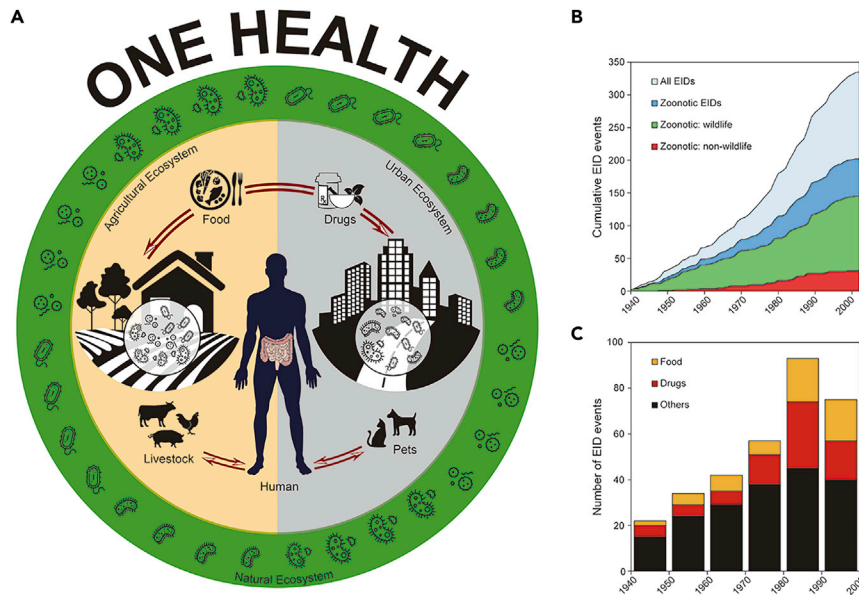 A
ONE HEALTH
Agricultural Ecosystem
Urban Ecosystem
Food
Drugs
Livestock
Pets
Human
Natural Ecosystem
B
350
300
250
200
150
100
50
0
Cumulative EID events
All EIDs
Zoonotic EIDs
Zoonotic: wildlife
Zoonotic: non-wildlife
1940
1950
1960
1970
1980
1990
2000
C
100
80
60
40
20
0
Number of EID events
Food
Drugs
Others
1940
1950
1960
1970
1980
1990
2000